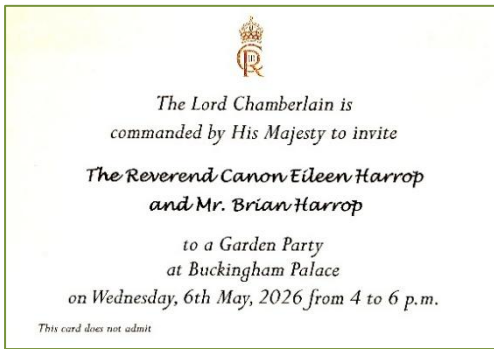 The Lord Chamberlain is
commanded by His Majesty to invite
The Reverend Canon Eileen Harrop
and Mr. Brian Harrop
to a Garden Party
at Buckingham Palace
on Wednesday, 6th May, 2026 from 4 to 6 p.m.
This card does not admit